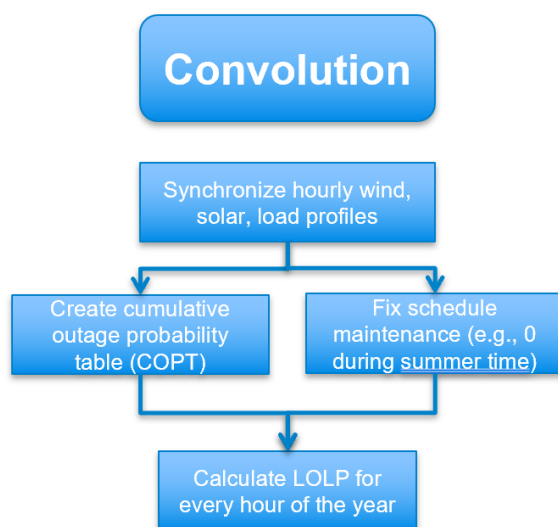 Convolution
Synchronize hourly wind,
solar, load profiles
Create cumulative
outage probability
table (COPT)
Fix schedule
maintenance (e.g., 0
during summer time)
Calculate LOLP for
every hour of the year